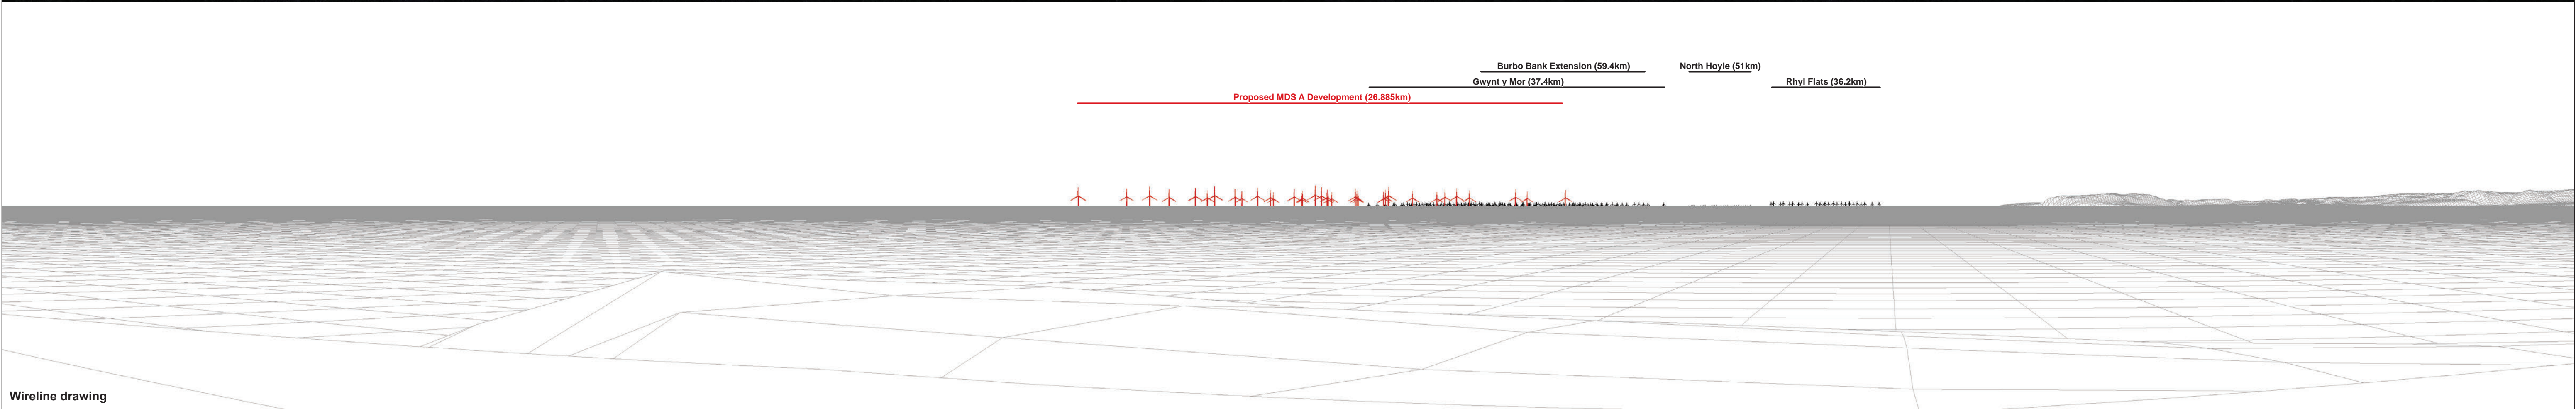 Burbo Bank Extension (59.4km)
North Hoyle (51km)
Gwynt y Mor (37.4km)
Rhyl Flats (36.2km)
Proposed MDS A Development (26.885km)
Wireline drawing